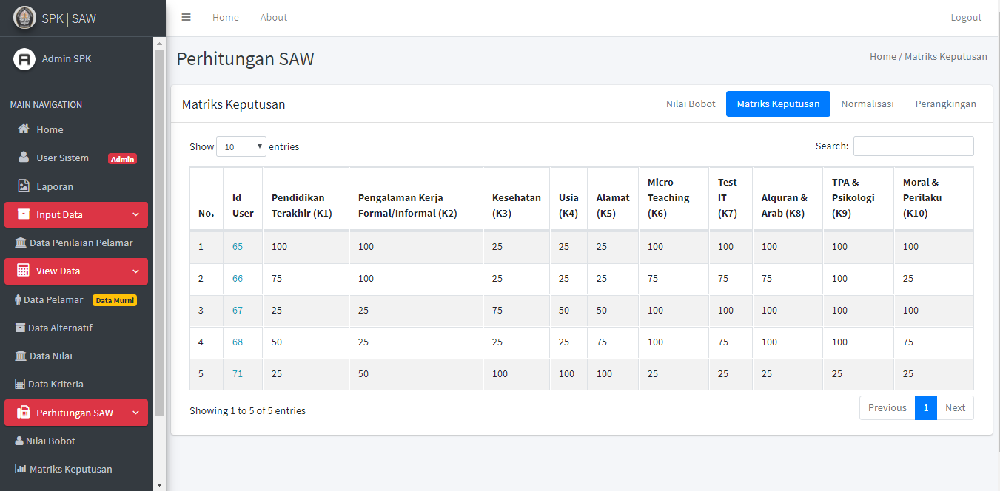 SPK | SAW
Home
About
Logout
Admin SPK
MAIN NAVIGATION
Home
User Sistem
Admin
Laporan
Input Data
Data Penilaian Pelamar
View Data
Data Pelamar
Data Murni
Data Alternatif
Data Nilai
Data Kriteria
Perhitungan SAW
Nilai Bobot
Matriks Keputusan
Perhitungan SAW
Home / Matriks Keputusan
Matriks Keputusan
Nilai Bobot
Matriks Keputusan
Normalisasi
Perangkingan
Show 10 entries
Search:
No.
Id
User
Pendidikan
Terakhir (K1)
Pengalaman Kerja
Formal/Informal (K2)
Kesehatan
(K3)
Usia
(K4)
Alamat
(K5)
Micro
Teaching
(K6)
Test
IT
(K7)
Alquran &
Arab (K8)
TPA &
Psikologi
(K9)
Moral &
Perilaku
(K10)
1 65 100 100 25 25 25 100 100 100 100 100
2 66 75 100 25 25 25 75 75 75 100 25
3 67 25 25 75 50 50 100 100 100 100 100
4 68 50 25 25 25 75 100 75 100 100 75
5 71 25 50 100 100 100 25 25 25 25 25
Showing 1 to 5 of 5 entries
Previous 1 Next